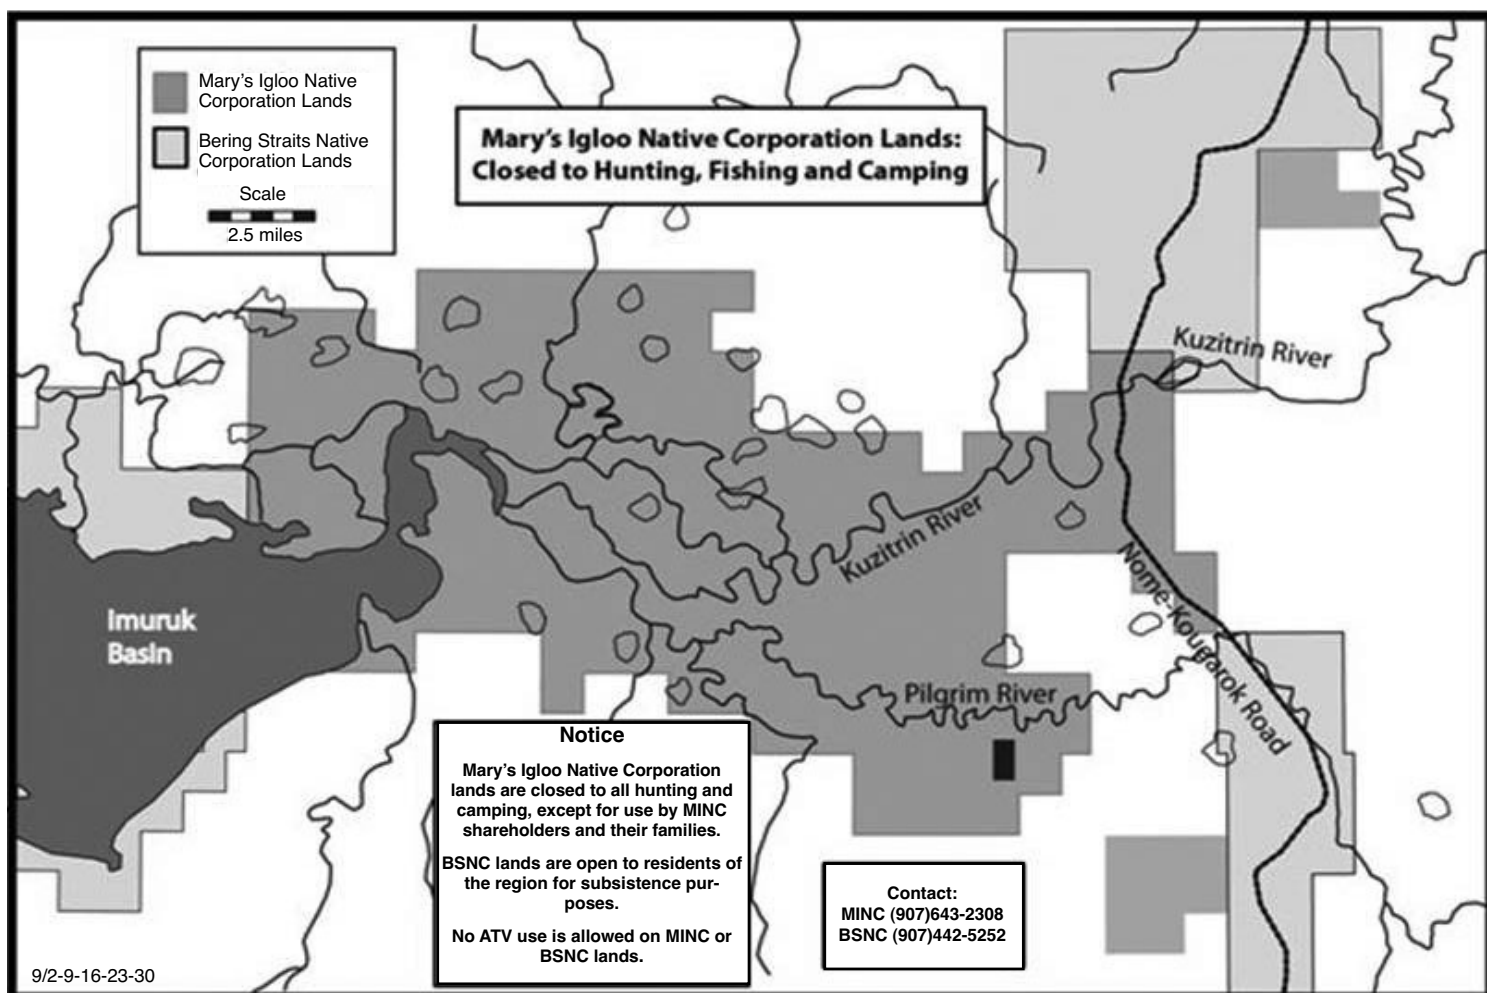 Mary's Igloo Native
Corporation Lands
Bering Straits Native
Corporation Lands
Scale
2.5 miles
Mary's Igloo Native Corporation Lands:
Closed to Hunting, Fishing and Camping
Kuzitrin River
Kuzitrin River
Nome-Kougarok Road
Imuruk
Basin
Pilgrim River
Notice
Mary's Igloo Native Corporation
lands are closed to all hunting and
camping, except for use by MINC
shareholders and their families.
BSNC lands are open to residents of
the region for subsistence pur-
poses.
No ATV use is allowed on MINC or
BSNC lands.
Contact:
MINC (907)643-2308
BSNC (907)442-5252
9/2-9-16-23-30